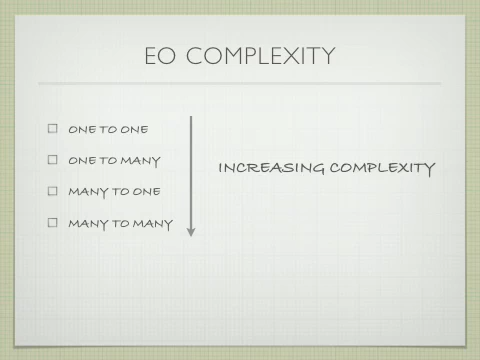 EO COMPLEXITY
ONE TO ONE
ONE TO MANY
MANY TO ONE
MANY TO MANY
INCREASING COMPLEXITY